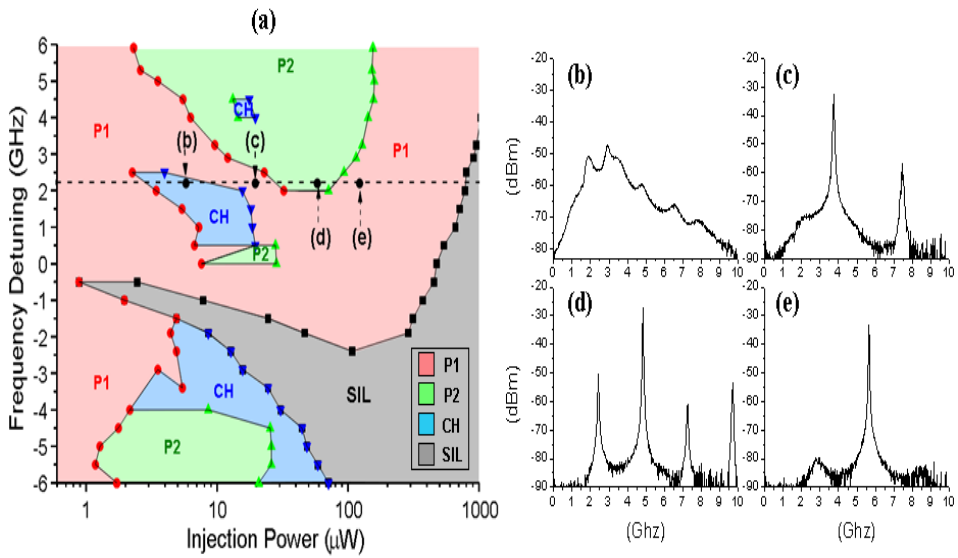 (a)
Frequency Detuning (GHz)
6
5
4
3
2
1
0
-1
-2
-3
-4
-5
-6
P2
CH
P1
P1
(b)
(c)
CH
(d)
(e)
P2
P1
CH
SIL
P2
P1
P2
CH
SIL
1
10
100
1000
Injection Power (µW)
(b)
(dBm)
-20
-30
-40
-50
-60
-70
-80
0 1 2 3 4 5 6 7 8 9 10
(c)
(dBm)
-20
-30
-40
-50
-60
-70
-80
-90
0 1 2 3 4 5 6 7 8 9 10
(d)
(dBm)
-20
-30
-40
-50
-60
-70
-80
-90
0 1 2 3 4 5 6 7 8 9 10
(Ghz)
(e)
(dBm)
-20
-30
-40
-50
-60
-70
-80
-90
0 1 2 3 4 5 6 7 8 9 10
(Ghz)